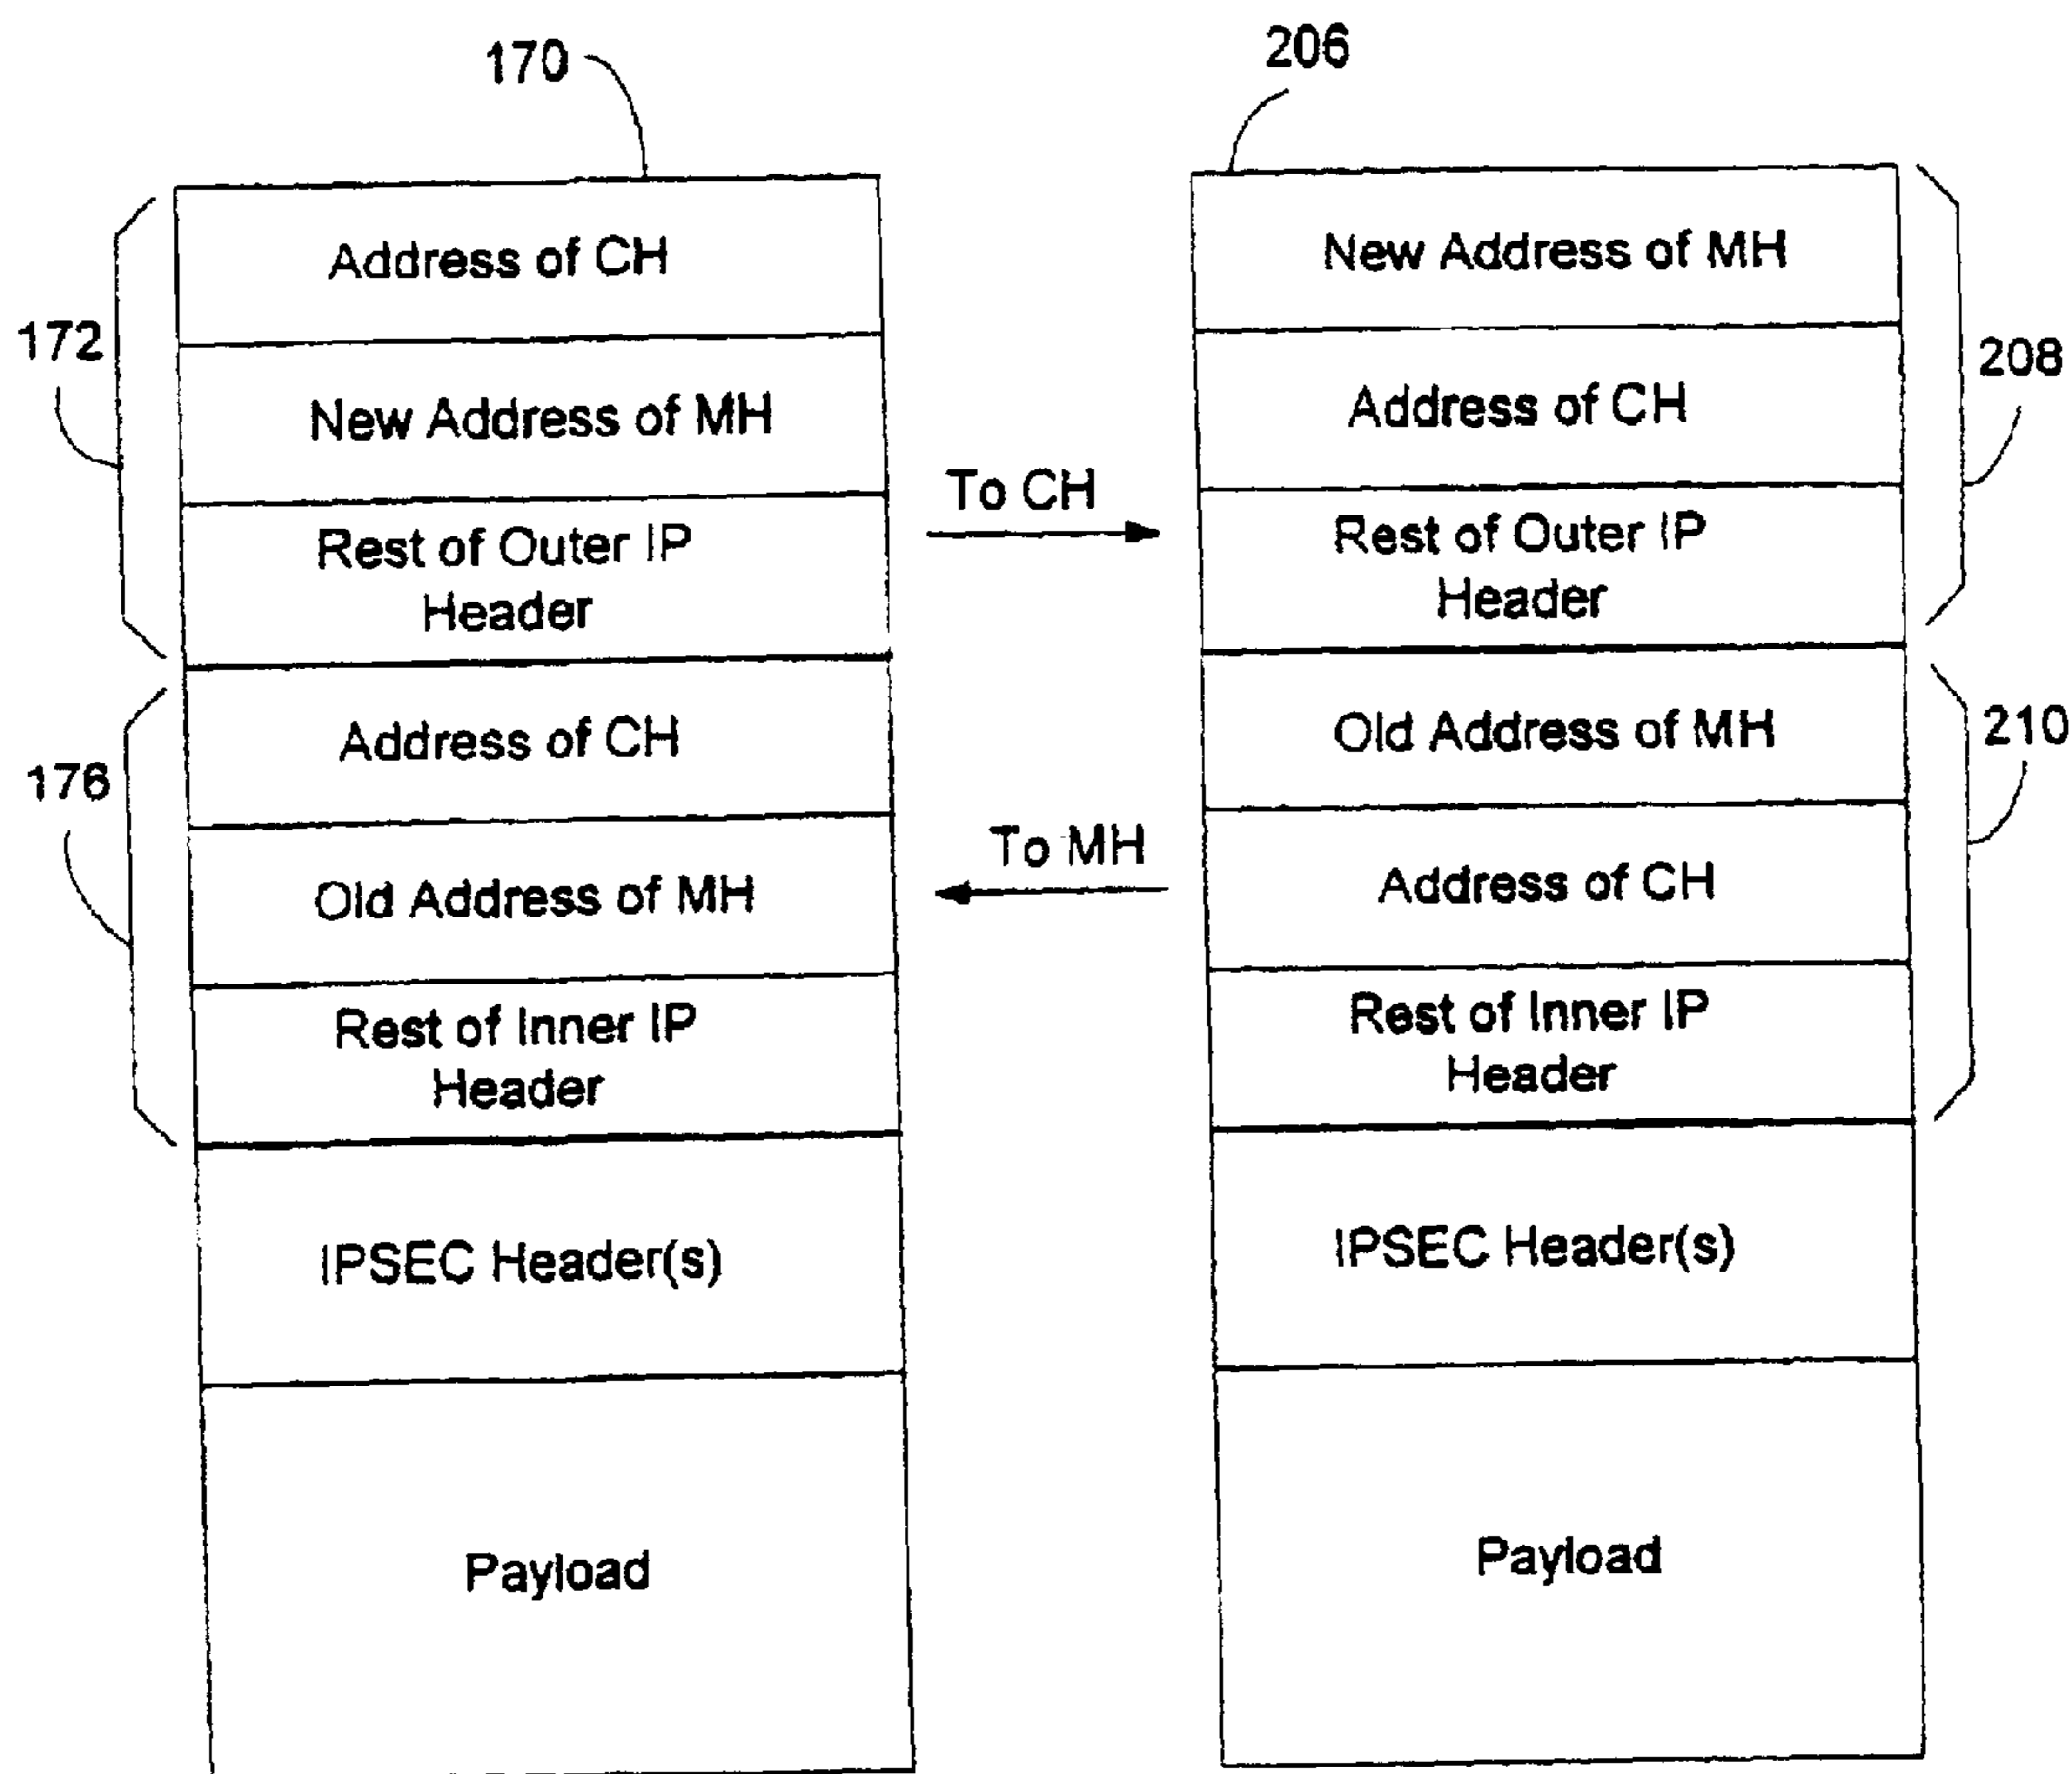 170
206
172
Address of CH
New Address of MH
Rest of Outer IP
Header
176
Address of CH
Old Address of MH
Rest of Inner IP
Header
IPSEC Header(s)
Payload
To CH
To MH
New Address of MH
Address of CH
Rest of Outer IP
Header
208
Old Address of MH
Address of CH
Rest of Inner IP
Header
210
IPSEC Header(s)
Payload